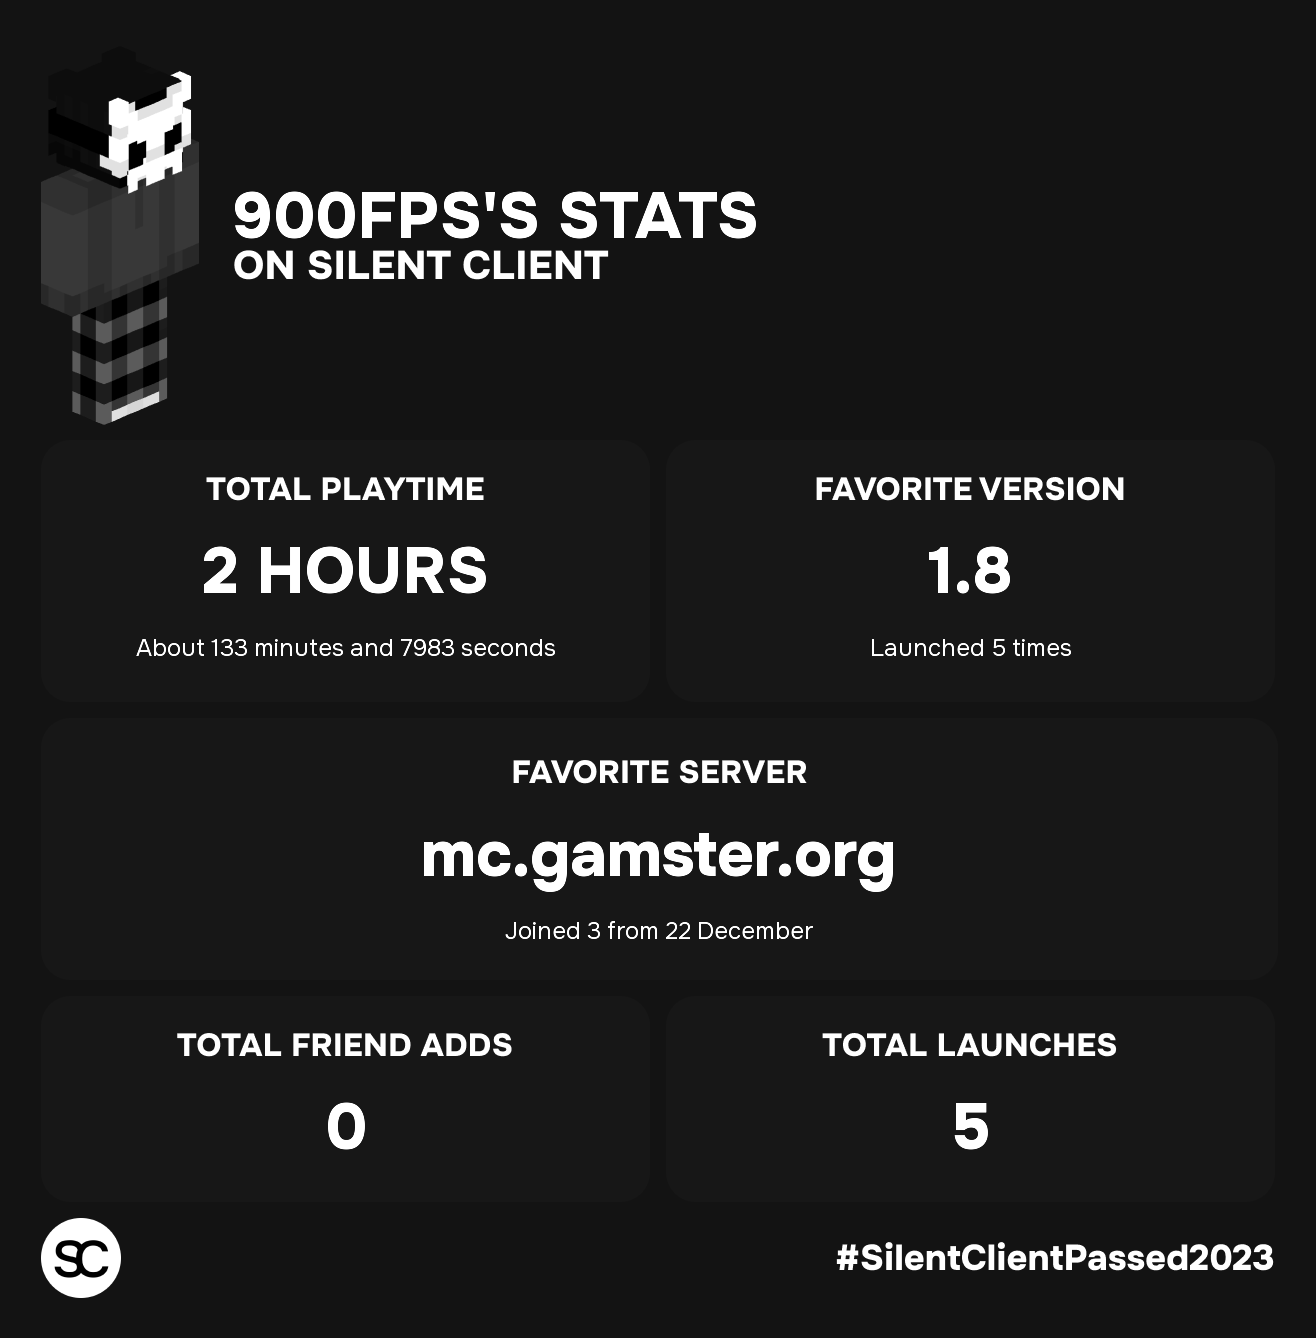 900FPS'S STATS
ON SILENT CLIENT
TOTAL PLAYTIME
2 HOURS
About 133 minutes and 7983 seconds
FAVORITE VERSION
1.8
Launched 5 times
FAVORITE SERVER
mc.gamster.org
Joined 3 from 22 December
TOTAL FRIEND ADDS
0
TOTAL LAUNCHES
5
SC
#SilentClientPassed2023